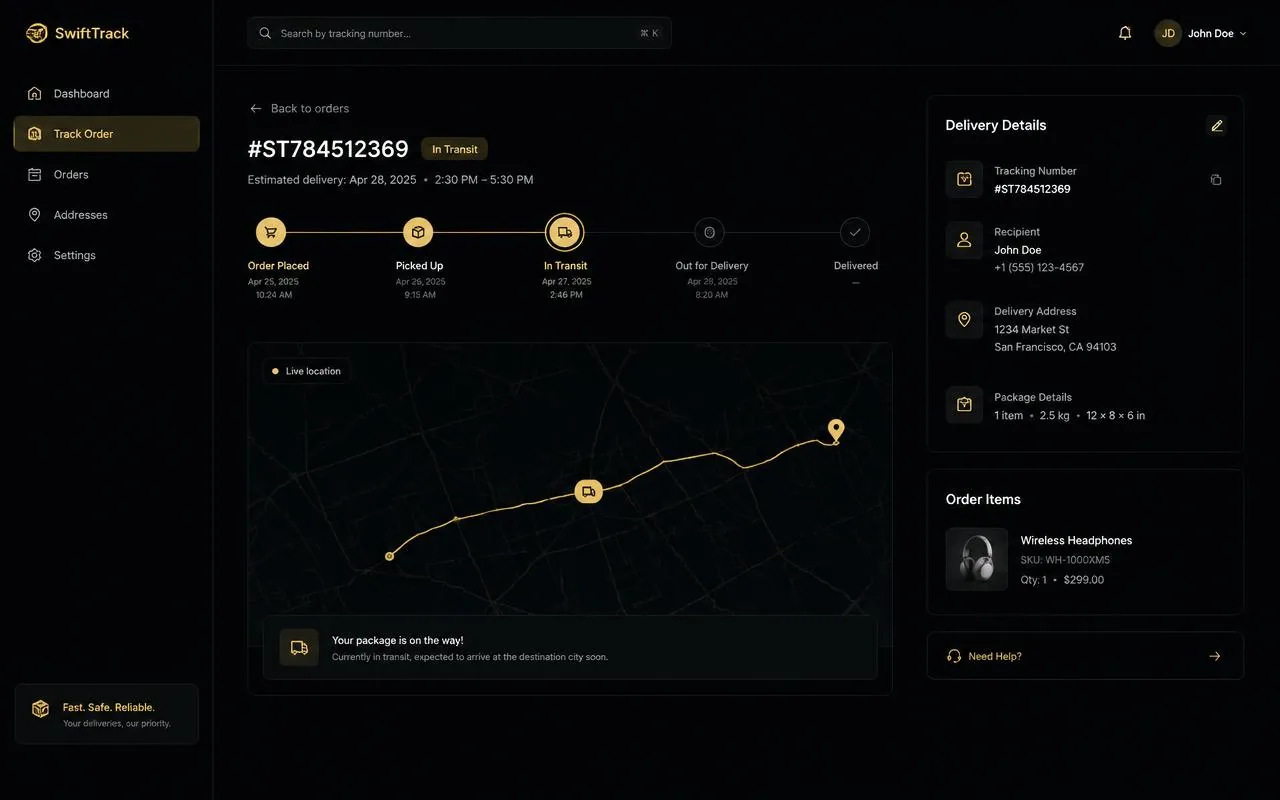 SwiftTrack
Search by tracking number...
⌘ K
JD
John Doe
Dashboard
Track Order
Orders
Addresses
Settings
Fast. Safe. Reliable.
Your deliveries, our priority.
Back to orders
#ST784512369
In Transit
Estimated delivery: Apr 28, 2025 • 2:30 PM – 5:30 PM
Order Placed
Apr 25, 2025
10:24 AM
Picked Up
Apr 26, 2025
9:15 AM
In Transit
Apr 27, 2025
2:46 PM
Out for Delivery
Apr 28, 2025
8:20 AM
Delivered
—
Live location
Your package is on the way!
Currently in transit, expected to arrive at the destination city soon.
Delivery Details
Tracking Number
#ST784512369
Recipient
John Doe
+1 (555) 123-4567
Delivery Address
1234 Market St
San Francisco, CA 94103
Package Details
1 item • 2.5 kg • 12 × 8 × 6 in
Order Items
Wireless Headphones
SKU: WH-1000XM5
Qty: 1 • $299.00
Need Help?